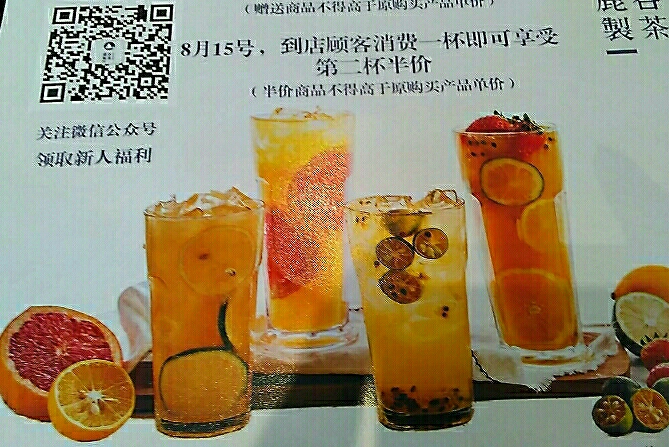 (赠送商品不得高于原购买产品单价)
8月15号，到店顾客消费一杯即可享受
第二杯半价
(半价商品不得高于原购买产品单价)
关注微信公众号
领取新人福利
鹿谷
製茶